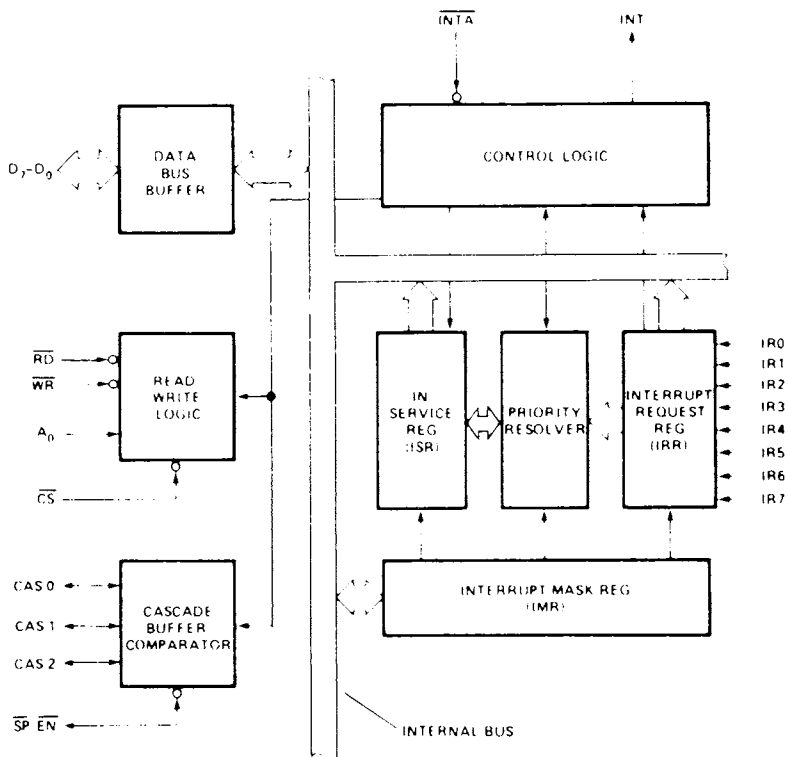 INTA INT
DATA
BUS
BUFFER
D7-D0
CONTROL LOGIC
RD
WR
A0
CS
READ
WRITE
LOGIC
IN
SERVICE
REG
(ISR)
PRIORITY
RESOLVER
INTERRUPT
REQUEST
REG
(IRR)
IR0
IR1
IR2
IR3
IR4
IR5
IR6
IR7
CAS 0
CAS 1
CAS 2
CASCADE
BUFFER
COMPARATOR
SP EN
INTERRUPT MASK REG
(IMR)
INTERNAL BUS